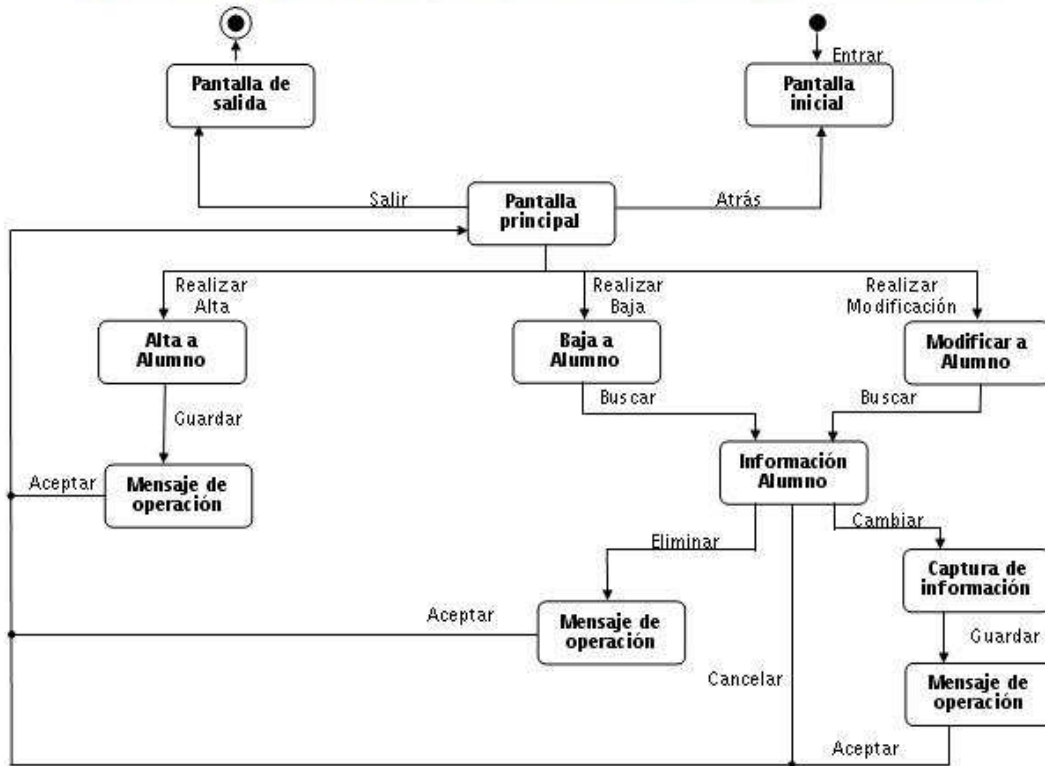 Entrar
Pantalla de
salida
Pantalla
inicial
Salir
Pantalla
principal
Atrás
Realizar
Alta
Realizar
Baja
Realizar
Modificación
Alta a
Alumno
Baja a
Alumno
Modificar a
Alumno
Guardar
Buscar
Buscar
Información
Alumno
Aceptar
Mensaje de
operación
Eliminar
Cambiar
Captura de
información
Aceptar
Mensaje de
operación
Guardar
Cancelar
Mensaje de
operación
Aceptar